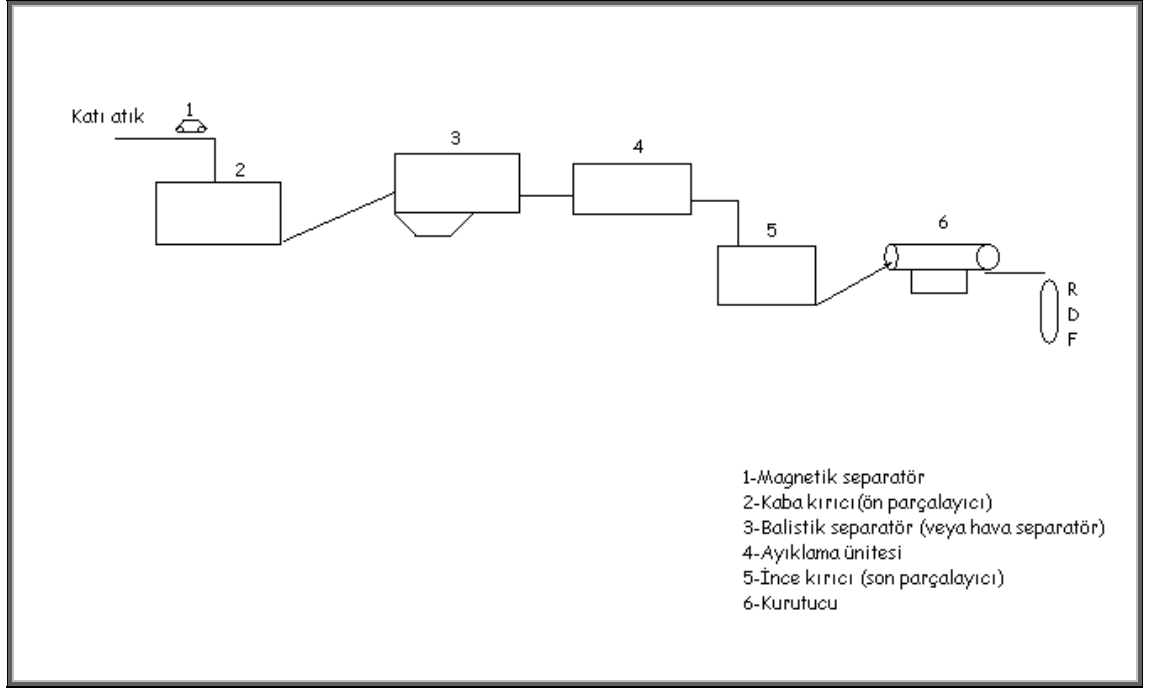 Katı atık
1
2
3
4
5
6
R
D
F
1-Magnetik separatör
2-Kaba kırıcı(ön parçalayıcı)
3-Balistik separatör (veya hava separatör)
4-Ayıklama ünitesi
5-İnce kırıcı (son parçalayıcı)
6-Kurutucu